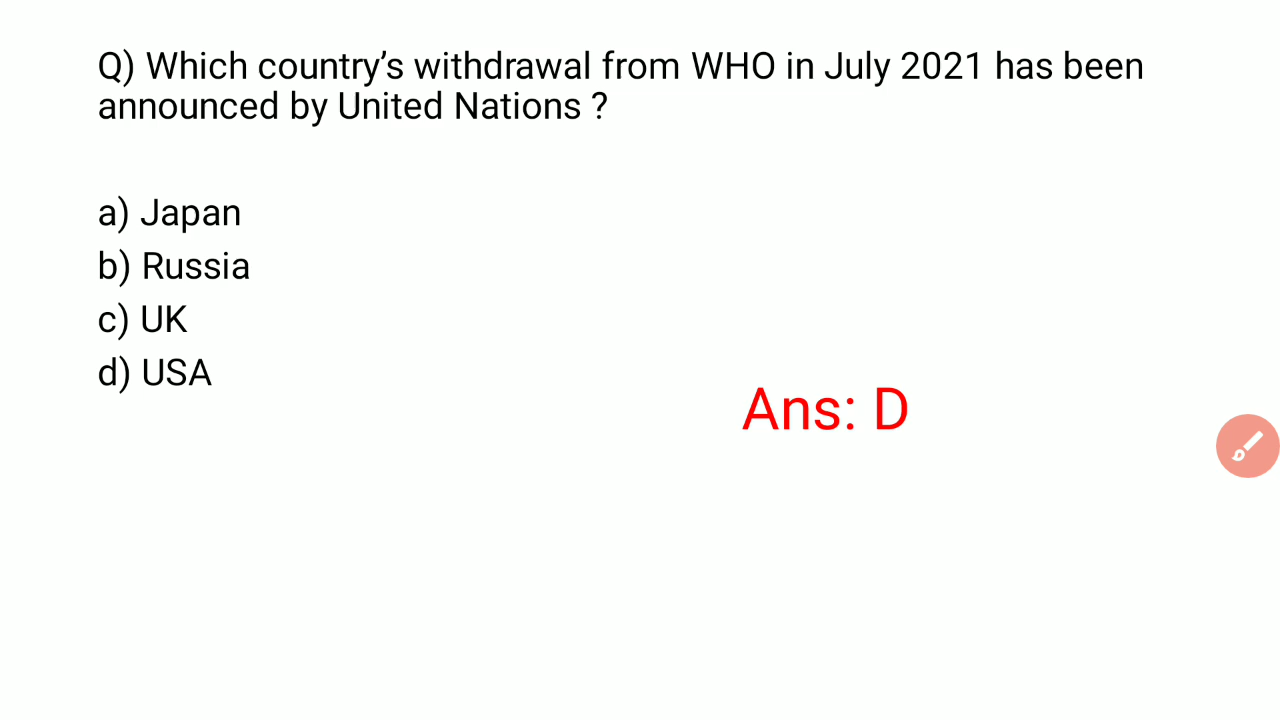 Q) Which country’s withdrawal from WHO in July 2021 has been
announced by United Nations ?
a) Japan
b) Russia
c) UK
d) USA
Ans: D